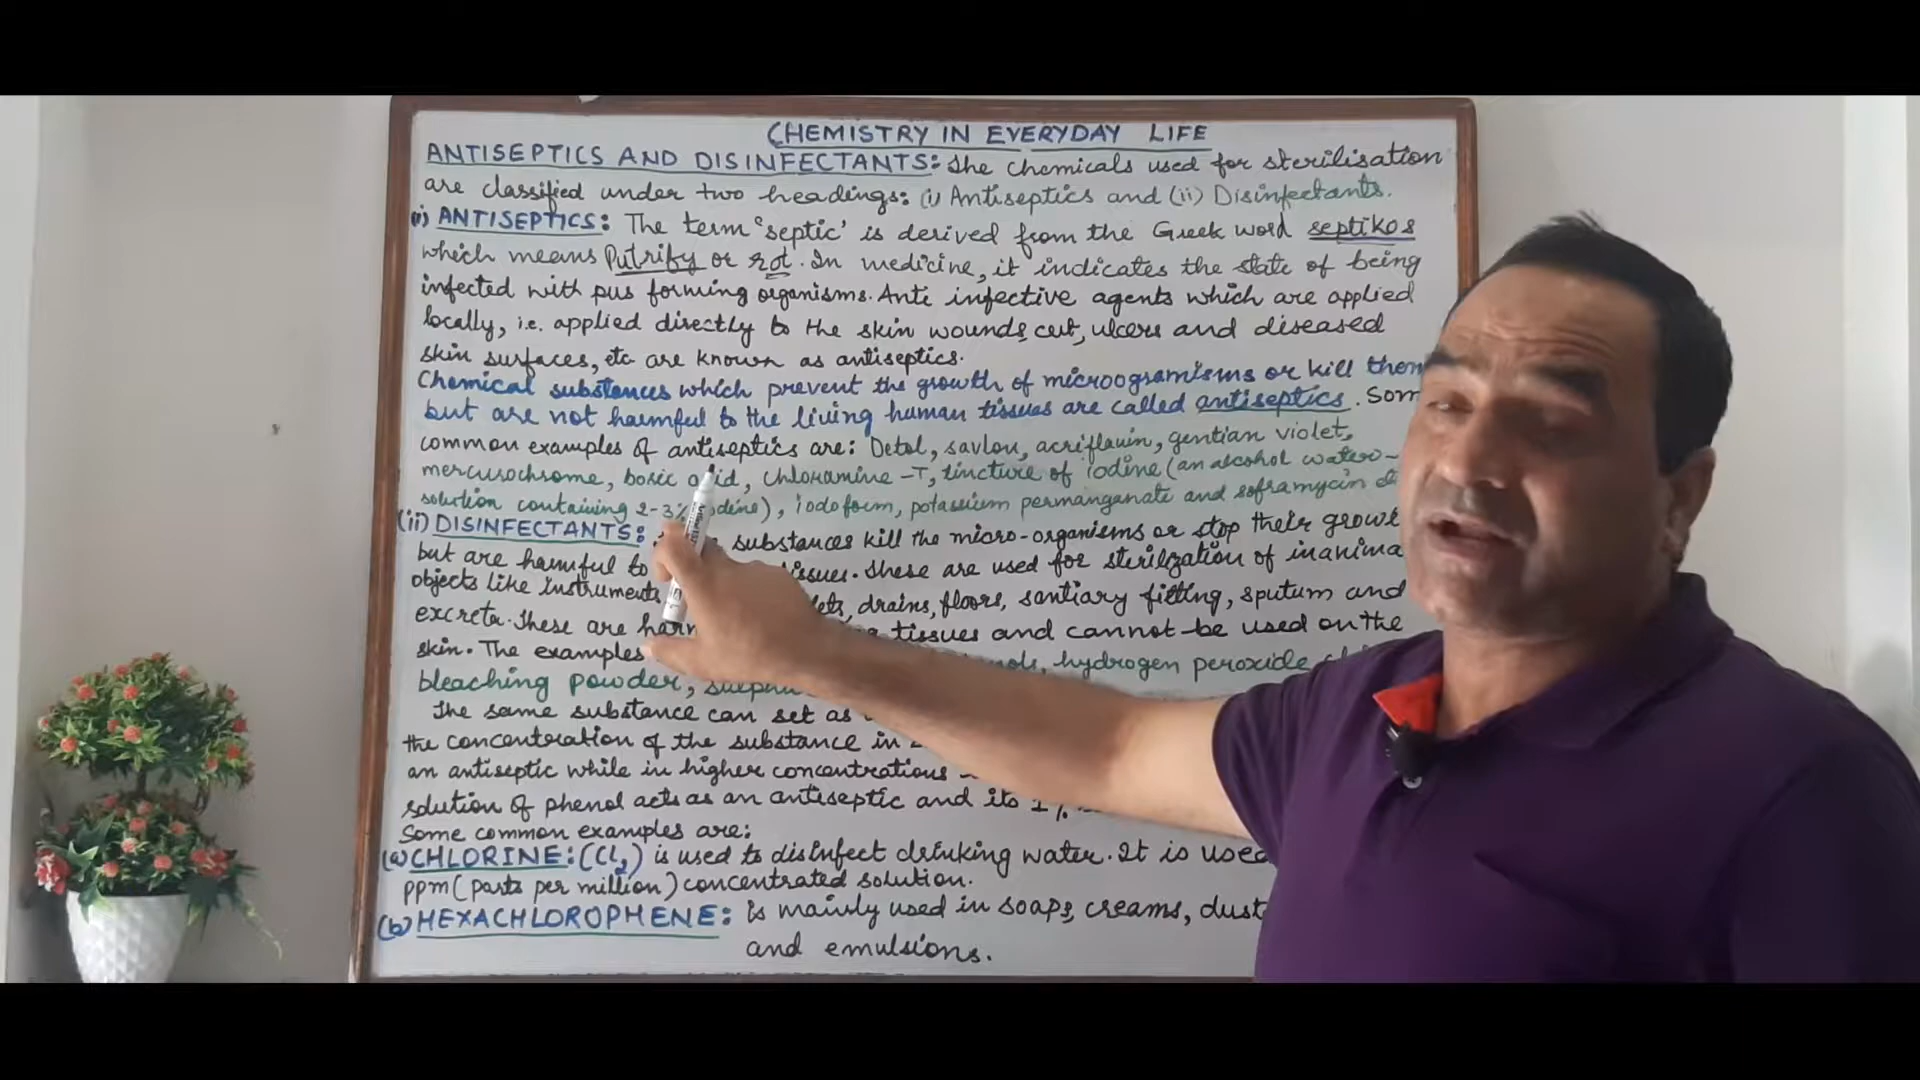 CHEMISTRY IN EVERYDAY LIFE
ANTISEPTICS AND DISINFECTANTS: The chemicals used for sterilisation
are classified under two headings: (i) Antiseptics and (ii) Disinfectants.
(i) ANTISEPTICS: The term 'septic' is derived from the Greek word septikos
which means Putrify or rot. In medicine, it indicates the state of being
infected with pus forming organisms. Anti infective agents which are applied
locally, i.e. applied directly to the skin wounds, cut, ulcers and diseased
skin surfaces, etc are known as antiseptics.
Chemical substances which prevent the growth of microogramisms or kill them
but are not harmful to the living human tissues are called antiseptics. Som
common examples of antiseptics are: Detol, savlon, acriflavin, gentian violet,
mercusochrome, boric acid, chloramine-T, tincture of iodine (an alcohol water-
solution containing 2-3% iodine), iodoform, potassium permanganate and soframycin
(ii) DISINFECTANTS: substances kill the micro-organisms or stop their growt
but are harmful to tissues. These are used for sterilization of inanima
objects like instruments, drains, floors, santiary fitting, sputum and
excreta. These are harm tissues and cannot be used on the
skin. The examples hydrogen peroxide
bleaching powder, sulphu
The same substance can set as
the concentration of the substance in
an antiseptic while in higher concentrations
solution of phenol acts as an antiseptic and its 1%
Some common examples are:
(a) CHLORINE: (Cl2) is used to disinfect drinking water. It is used
ppm (parts per million) concentrated solution.
(b) HEXACHLOROPHENE: is mainly used in soaps, creams, dust
and emulsions.